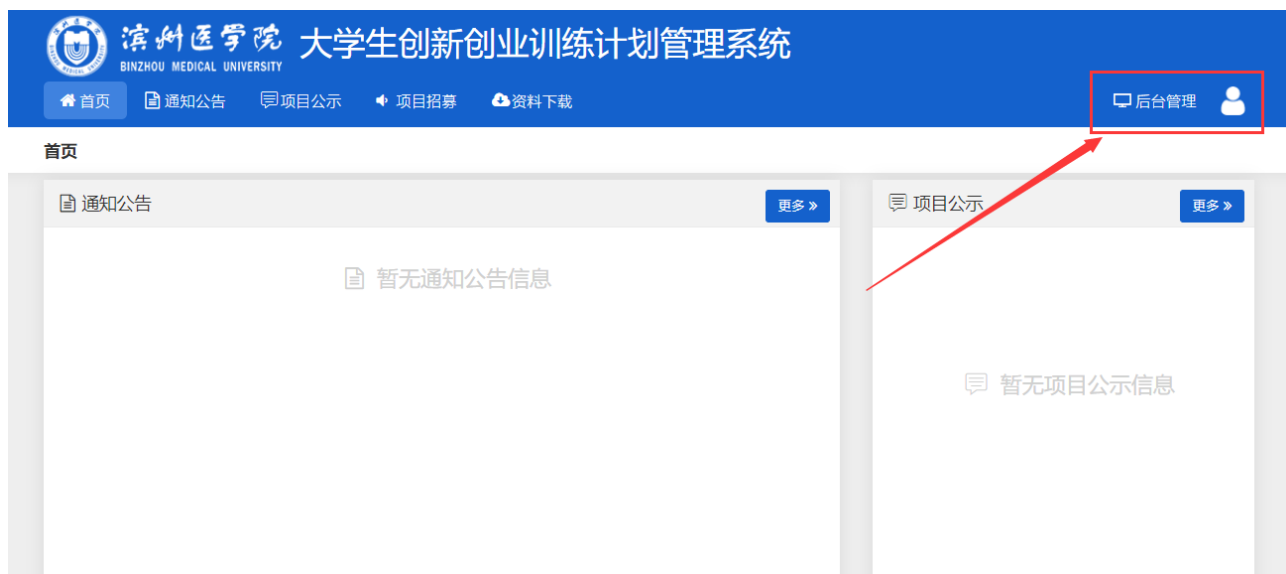 滨州医学院 大学生创新创业训练计划管理系统
BINZHOU MEDICAL UNIVERSITY
首页 通知公告 项目公示 项目招募 资料下载 后台管理
首页
通知公告 更多 项目公示 更多
暂无通知公告信息
暂无项目公示信息